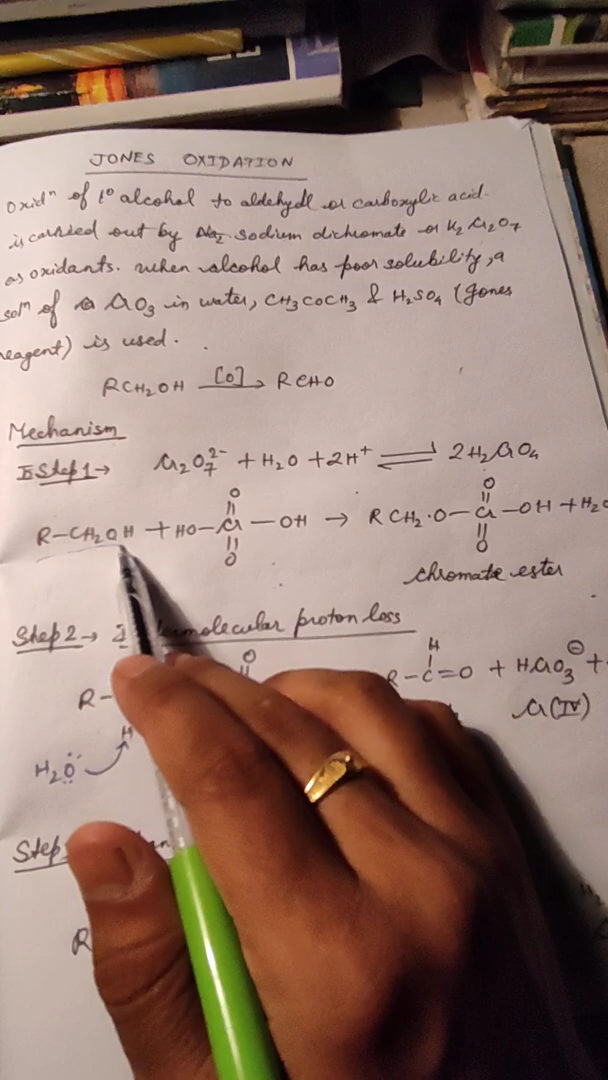 JONES OXIDATION
Oxidⁿ of 1° alcohol to aldehyde or carboxylic acid
is carried out by sodium dichromate or K₂Cr₂O₇
as oxidants. when alcohol has poor solubility, a
solⁿ of CrO₃ in water, CH₃COCH₃ & H₂SO₄ (Jones
reagent) is used.
RCH₂OH [O]→ RCHO
Mechanism
Step 1→ Cr₂O₇²⁻ + H₂O + 2H⁺ ⇌ 2H₂CrO₄
R-CH₂OH + HO-Cr(=O)(=O)-OH → RCH₂·O-Cr(=O)(=O)-OH + H₂O
chromate ester
Step 2→ molecular proton loss
R- O R-C(H)=O + HCrO₃⊖ +
H Cr(IV)
H₂Ö
Step
R